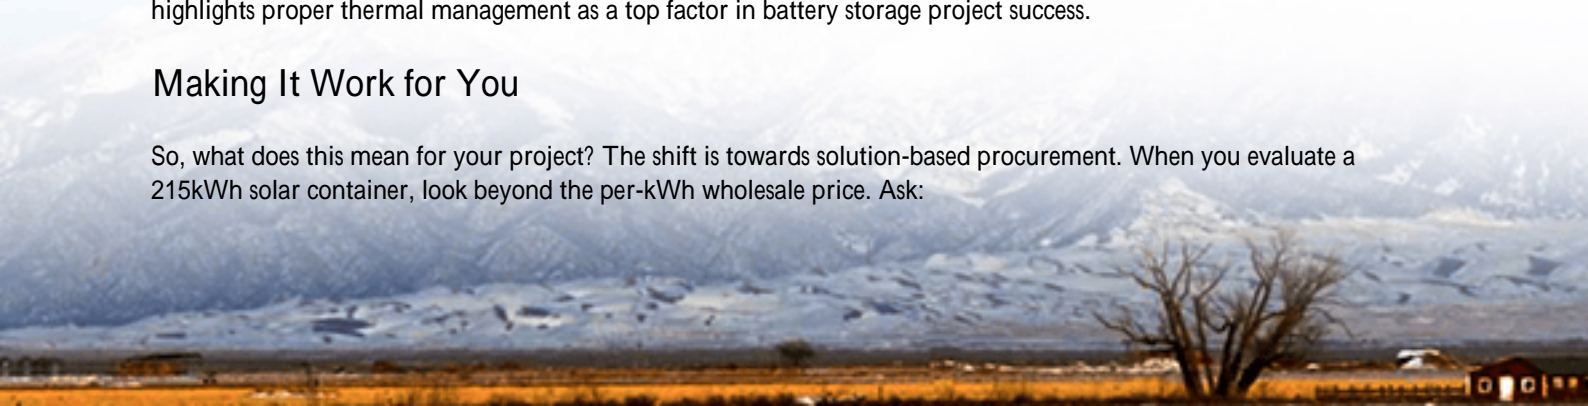 highlights proper thermal management as a top factor in battery storage project success.
Making It Work for You
So, what does this mean for your project? The shift is towards solution-based procurement. When you evaluate a
215kWh solar container, look beyond the per-kWh wholesale price. Ask: